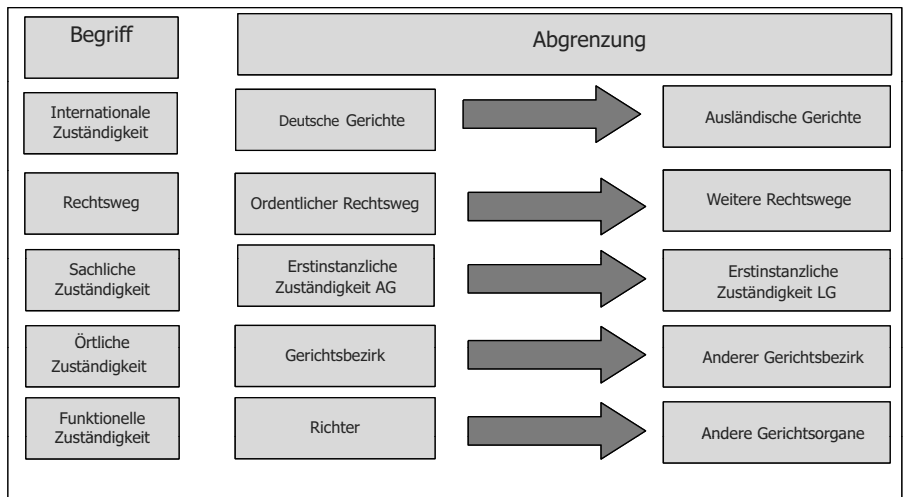 Begriff
Abgrenzung
Internationale
Zuständigkeit
Deutsche Gerichte
Ausländische Gerichte
Rechtsweg
Ordentlicher Rechtsweg
Weitere Rechtswege
Sachliche
Zuständigkeit
Erstinstanzliche
Zuständigkeit AG
Erstinstanzliche
Zuständigkeit LG
Örtliche
Zuständigkeit
Gerichtsbezirk
Anderer Gerichtsbezirk
Funktionelle
Zuständigkeit
Richter
Andere Gerichtsorgane